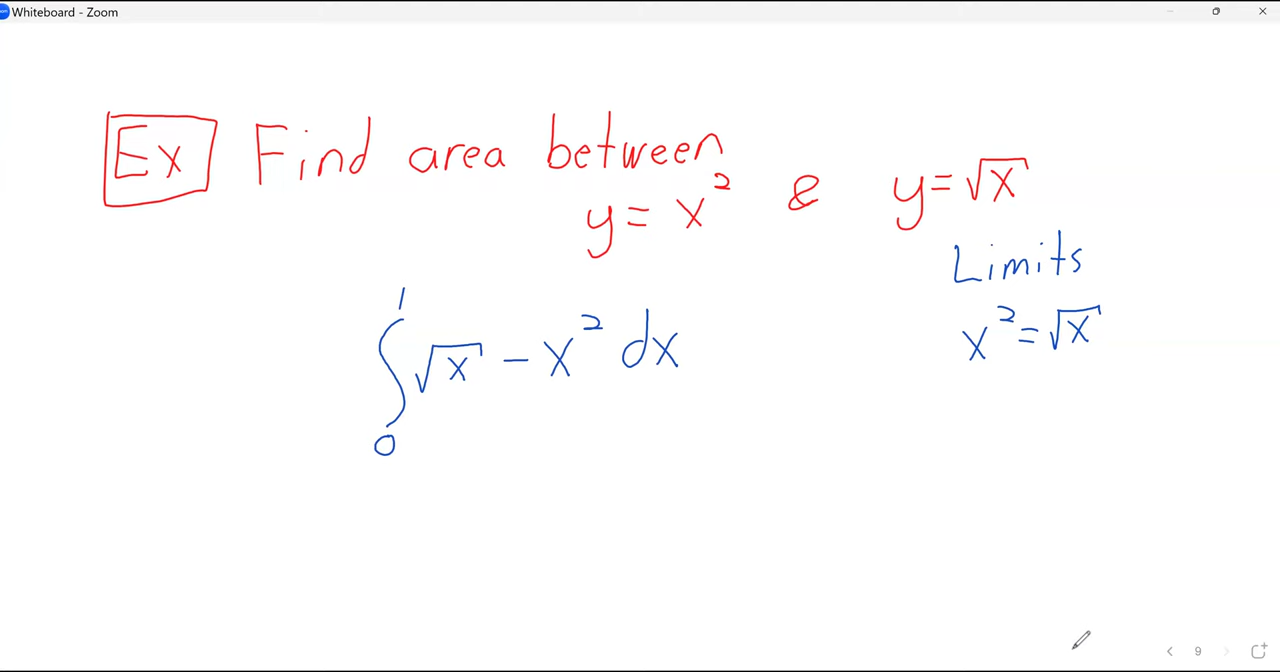 Whiteboard - Zoom
Ex Find area between
y = x² & y = √x
Limits
x² = √x
∫₀¹ √x - x² dx
9